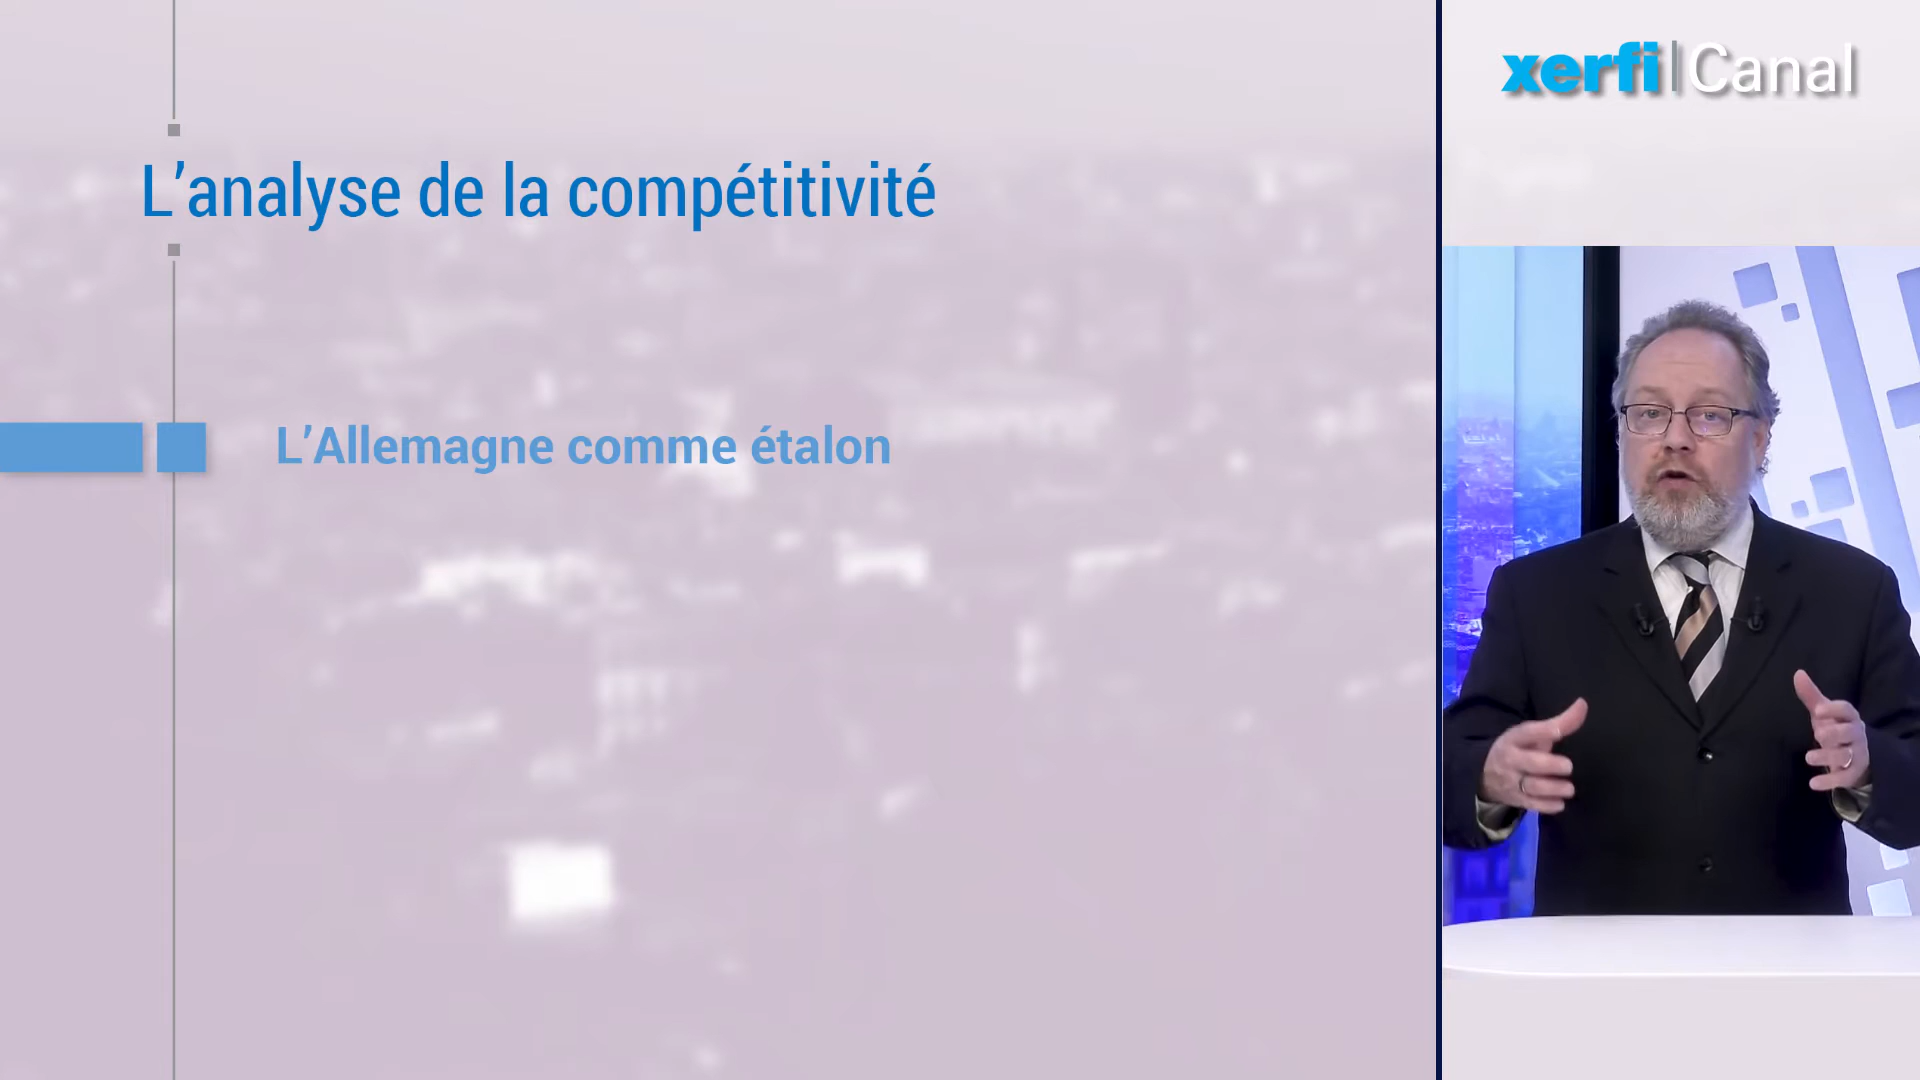 xerfi Canal
L’analyse de la compétitivité
L’Allemagne comme étalon